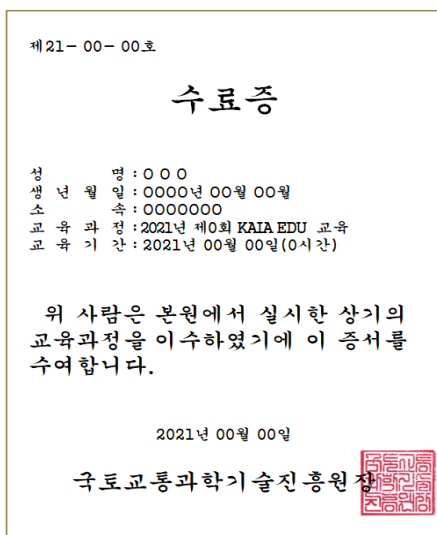 제21- 00- 00호
수료증
성 명 : 0 0 0
생 년 월 일 : 0000년 00월 00일
소 속 : 0000000
교 육 과 정 : 2021년 제0회 KAIA EDU 교육
교 육 기 간 : 2021년 00월 00일(0시간)
위 사람은 본원에서 실시한 상기의
교육과정을 이수하였기에 이 증서를
수여합니다.
2021년 00월 00일
국토교통과학기술진흥원장